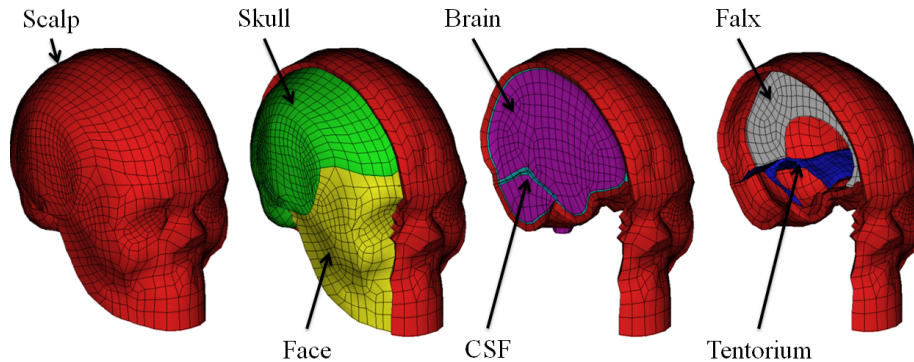 Scalp
Skull
Brain
Falx
Face
CSF
Tentorium